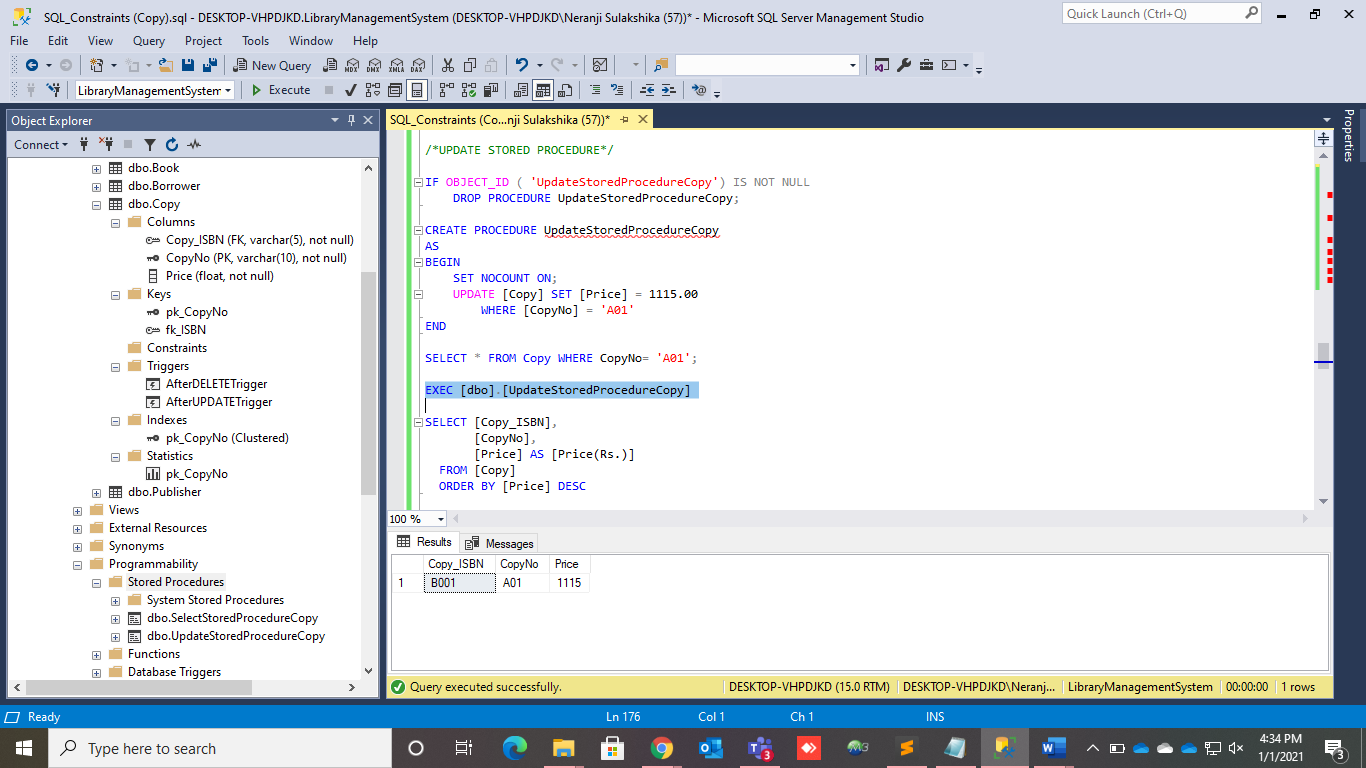 SQL_Constraints (Copy).sql - DESKTOP-VHPDJKD.LibraryManagementSystem (DESKTOP-VHPDJKD\Neranji Sulakshika (57))* - Microsoft SQL Server Management Studio
Quick Launch (Ctrl+Q)
File Edit View Query Project Tools Window Help
New Query MDX DMX XMLA DAX
LibraryManagementSystem Execute
Object Explorer
Connect
dbo.Book
dbo.Borrower
dbo.Copy
Columns
Copy_ISBN (FK, varchar(5), not null)
CopyNo (PK, varchar(10), not null)
Price (float, not null)
Keys
pk_CopyNo
fk_ISBN
Constraints
Triggers
AfterDELETETrigger
AfterUPDATETrigger
Indexes
pk_CopyNo (Clustered)
Statistics
pk_CopyNo
dbo.Publisher
Views
External Resources
Synonyms
Programmability
Stored Procedures
System Stored Procedures
dbo.SelectStoredProcedureCopy
dbo.UpdateStoredProcedureCopy
Functions
Database Triggers
SQL_Constraints (Co...nji Sulakshika (57))*
/*UPDATE STORED PROCEDURE*/
IF OBJECT_ID ( 'UpdateStoredProcedureCopy') IS NOT NULL
DROP PROCEDURE UpdateStoredProcedureCopy;
CREATE PROCEDURE UpdateStoredProcedureCopy
AS
BEGIN
SET NOCOUNT ON;
UPDATE [Copy] SET [Price] = 1115.00
WHERE [CopyNo] = 'A01'
END
SELECT * FROM Copy WHERE CopyNo= 'A01';
EXEC [dbo].[UpdateStoredProcedureCopy]
SELECT [Copy_ISBN],
[CopyNo],
[Price] AS [Price(Rs.)]
FROM [Copy]
ORDER BY [Price] DESC
100 %
Results Messages
Copy_ISBN CopyNo Price
1 B001 A01 1115
Query executed successfully. DESKTOP-VHPDJKD (15.0 RTM) DESKTOP-VHPDJKD\Neranj... LibraryManagementSystem 00:00:00 1 rows
Properties
Ready Ln 176 Col 1 Ch 1 INS
Type here to search
3
4:34 PM
1/1/2021
3